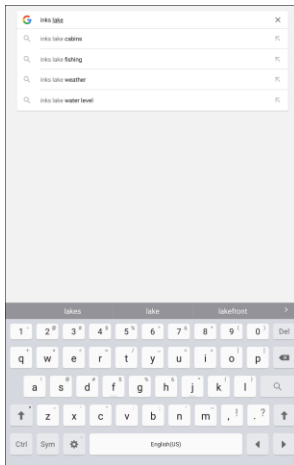 inks lake
inks lake cabins
inks lake fishing
inks lake weather
inks lake water level
lakes lake lakefront
1 2 @ 3 # 4 $ 5 % 6 ^ 7 & 8 * 9 ( 0 ) Del
q w e r t y u i o p
a s d f g h j k l
z x c v b n m , ! . ?
Ctrl Sym English(US)